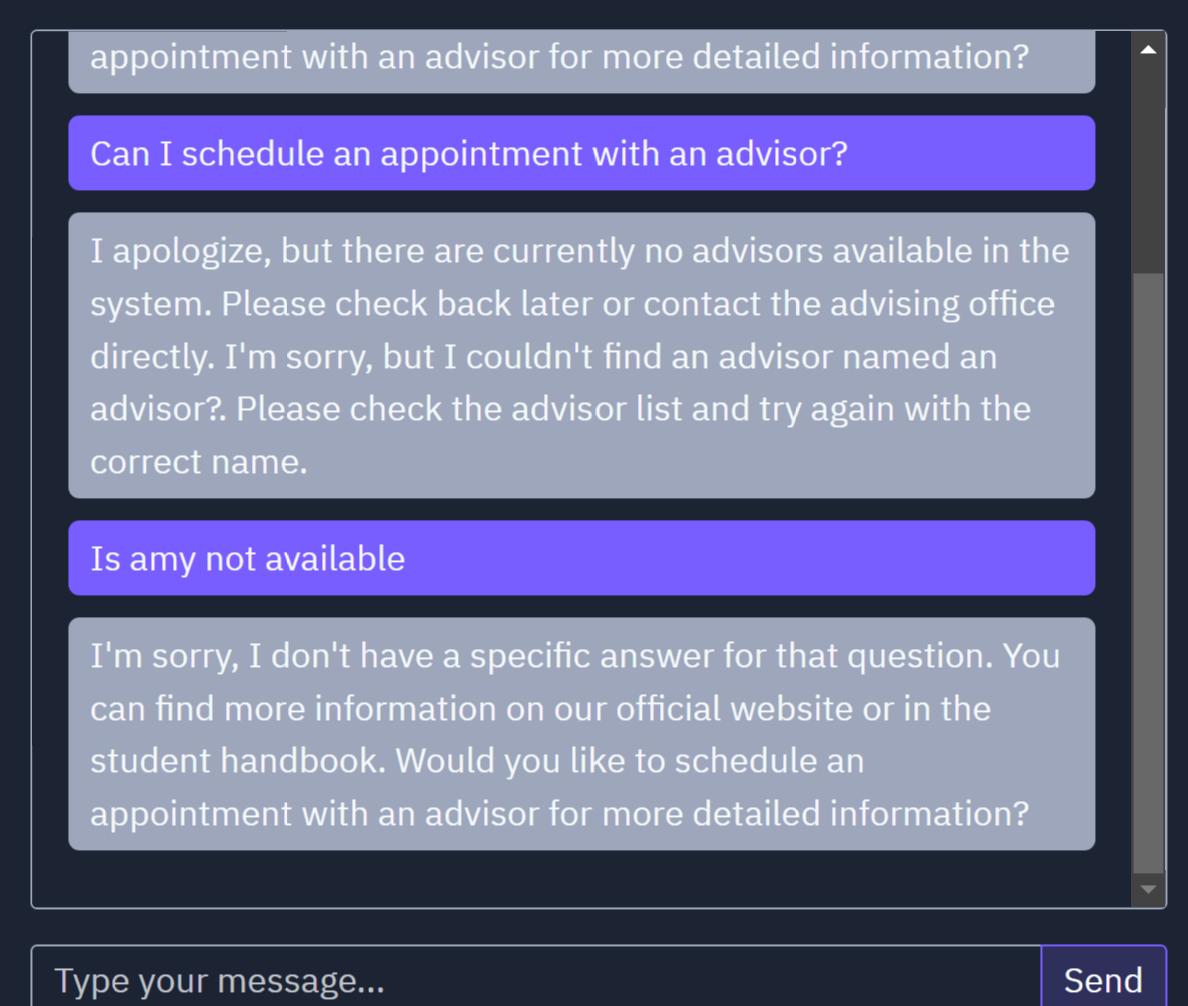 appointment with an advisor for more detailed information?
Can I schedule an appointment with an advisor?
I apologize, but there are currently no advisors available in the
system. Please check back later or contact the advising office
directly. I'm sorry, but I couldn't find an advisor named an
advisor?. Please check the advisor list and try again with the
correct name.
Is amy not available
I'm sorry, I don't have a specific answer for that question. You
can find more information on our official website or in the
student handbook. Would you like to schedule an
appointment with an advisor for more detailed information?
Type your message...
Send